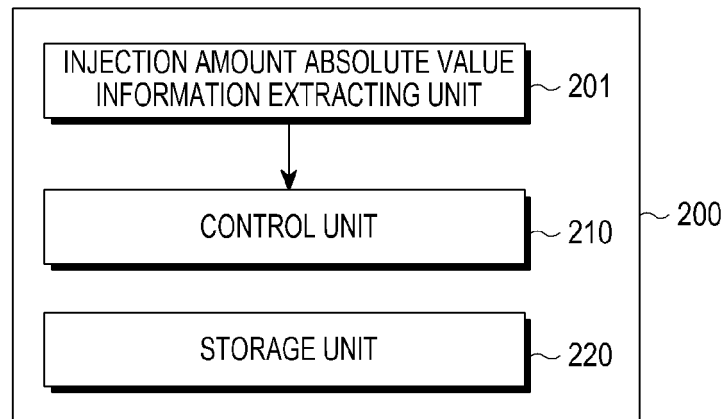 INJECTION AMOUNT ABSOLUTE VALUE
INFORMATION EXTRACTING UNIT
201
CONTROL UNIT
210
200
STORAGE UNIT
220